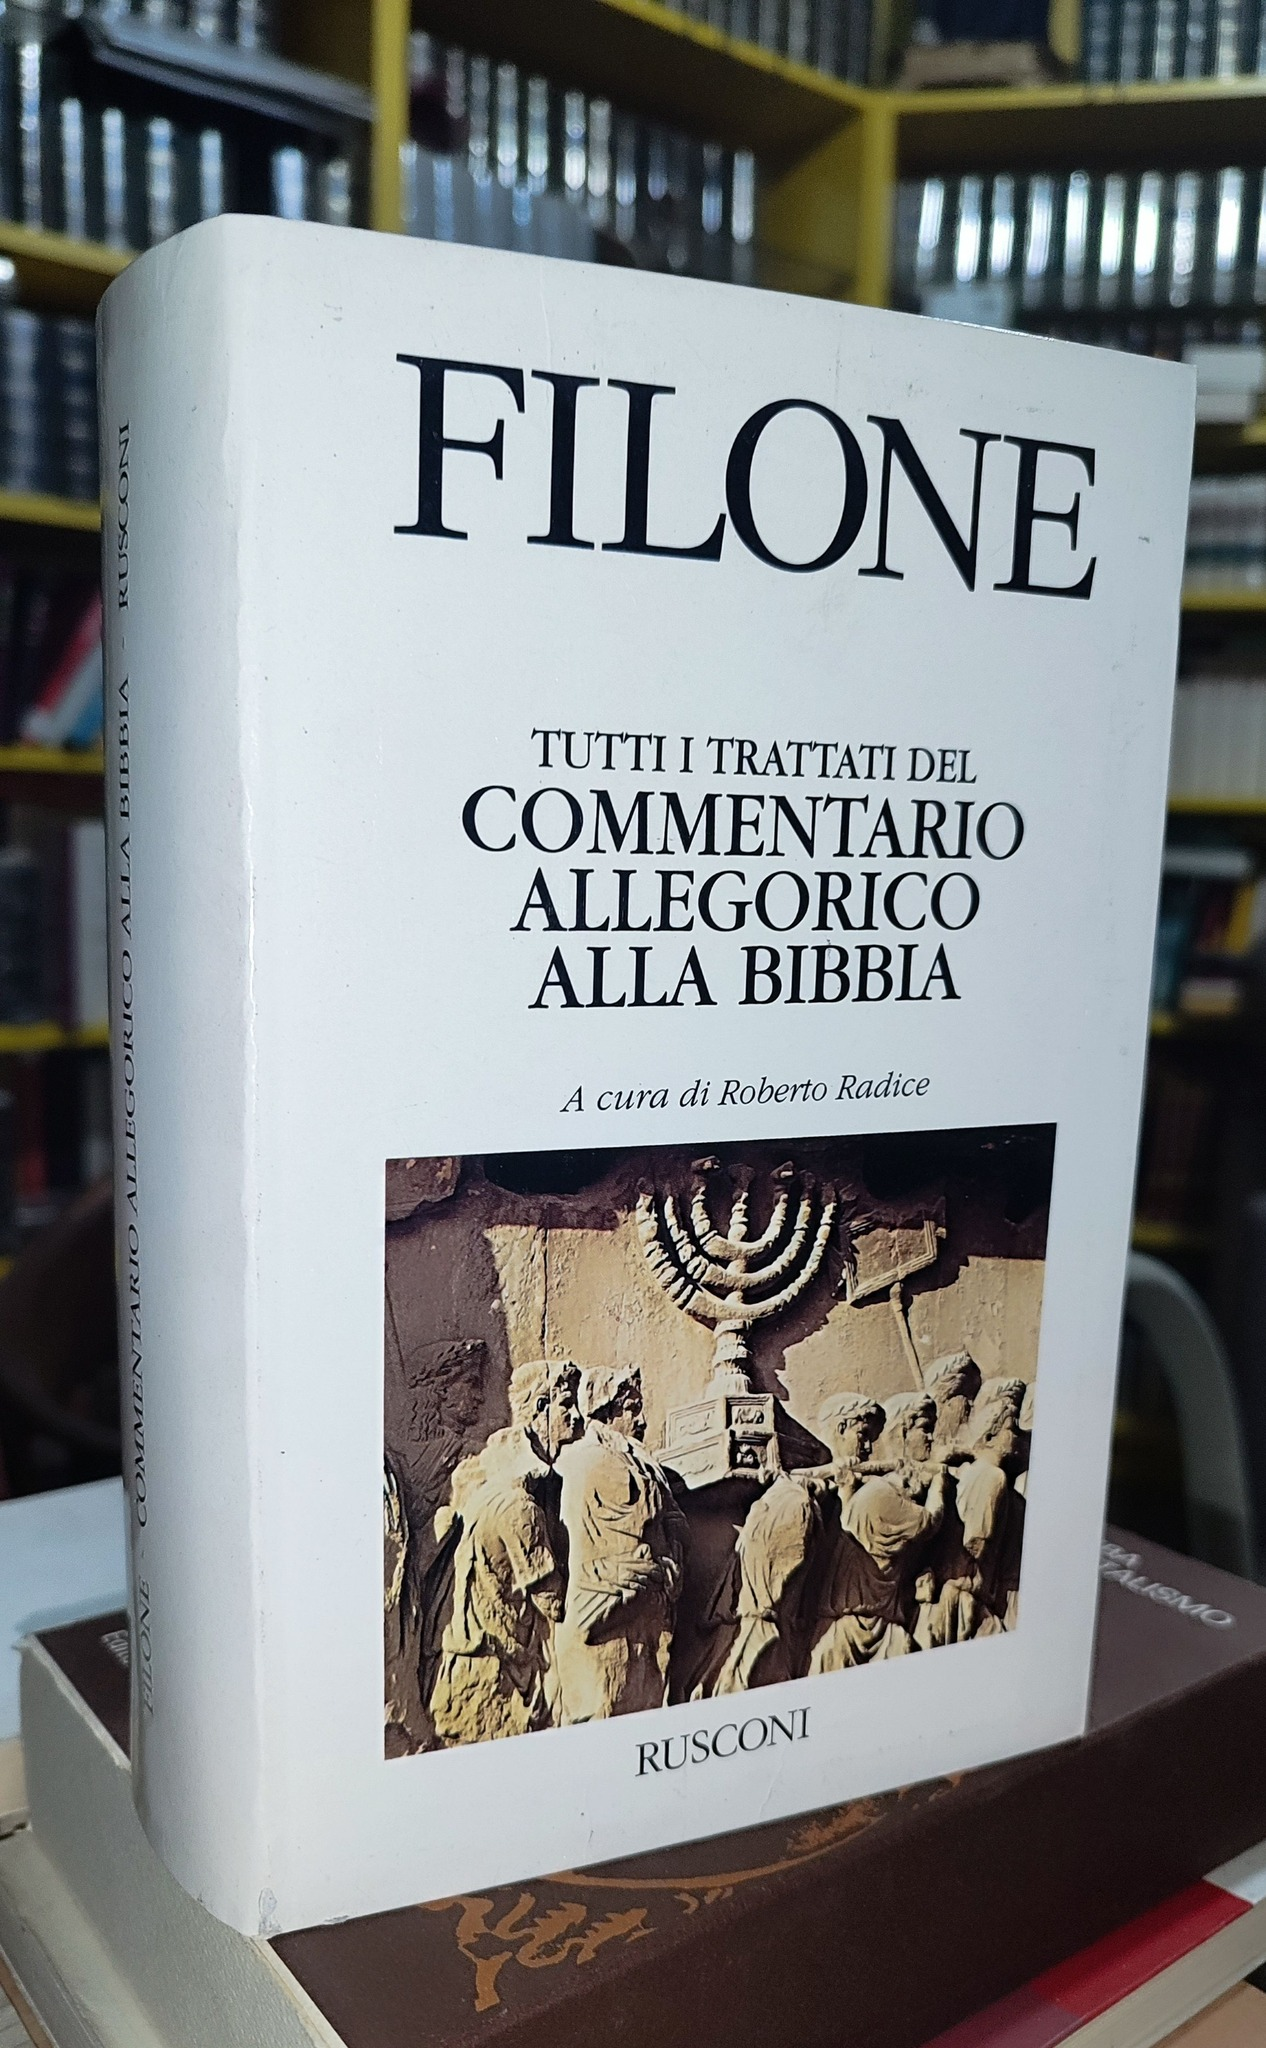 FILONE
TUTTI I TRATTATI DEL
COMMENTARIO
ALLEGORICO
ALLA BIBBIA
A cura di Roberto Radice
RUSCONI
FILONE - COMMENTARIO ALLEGORICO ALLA BIBBIA - RUSCONI